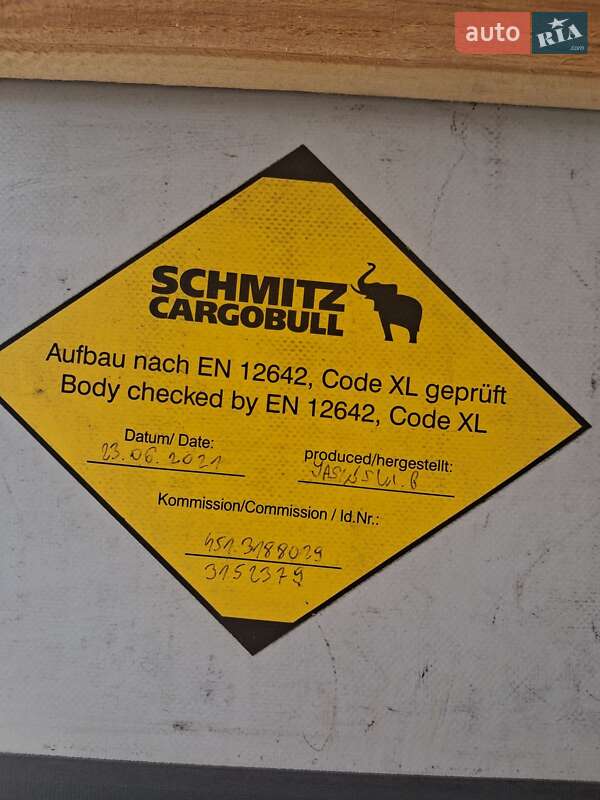 auto RIA .com
SCHMITZ
CARGOBULL
Aufbau nach EN 12642, Code XL geprüft
Body checked by EN 12642, Code XL
Datum/ Date:
23.06.2021
produced/hergestellt:
Kommission/Commission / Id.Nr.:
451.3188029
3152379